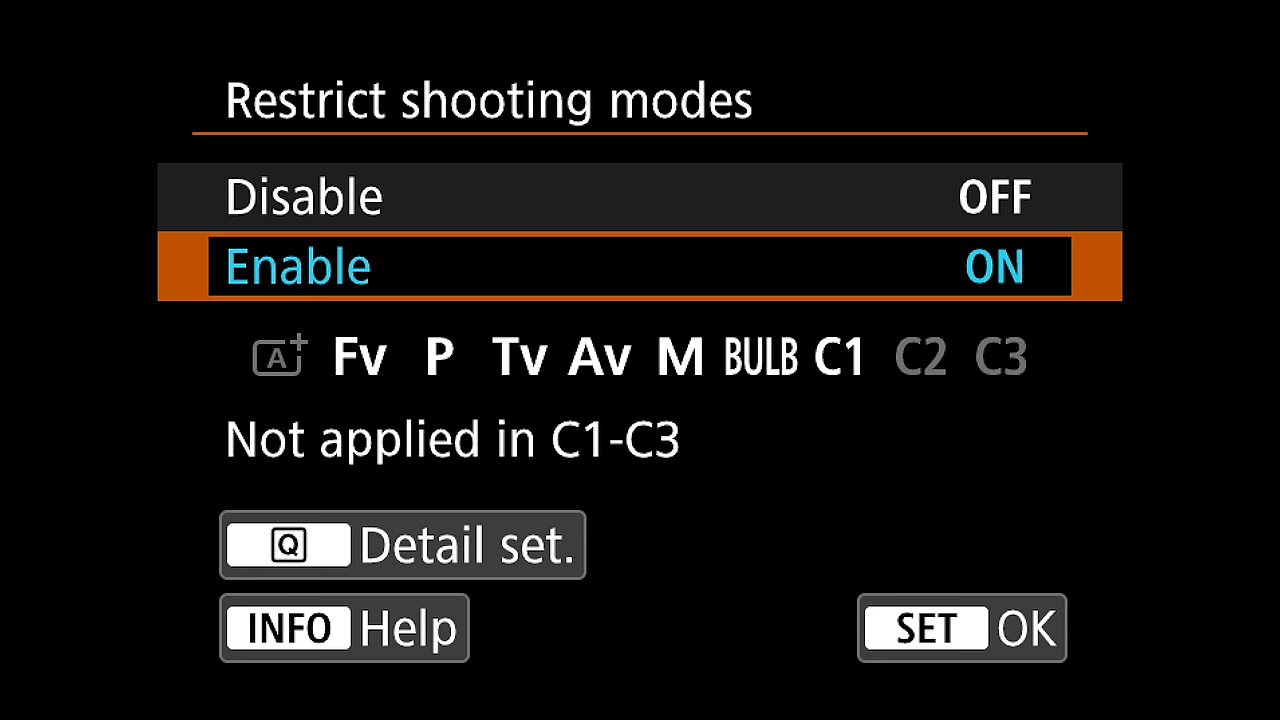 Restrict shooting modes
Disable OFF
Enable ON
A+ Fv P Tv Av M BULB C1 C2 C3
Not applied in C1-C3
Q Detail set.
INFO Help SET OK